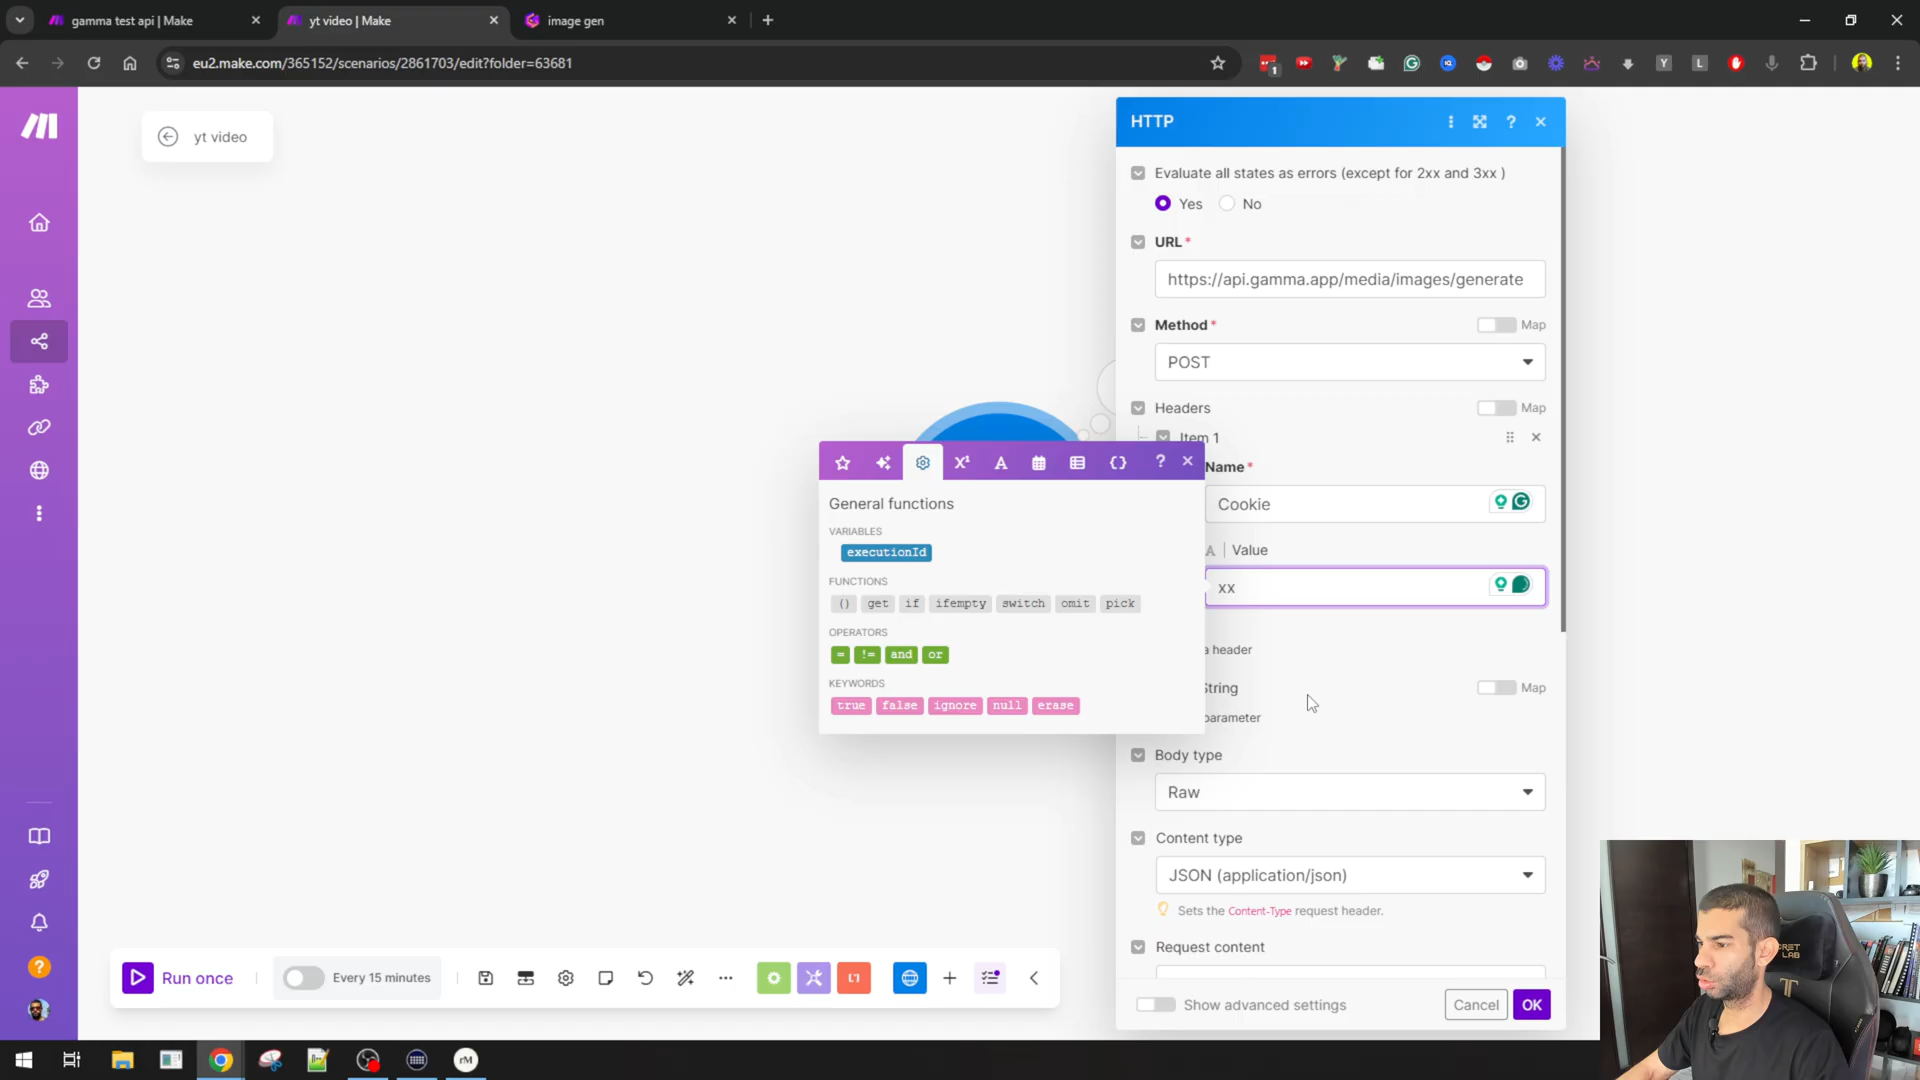 gamma test api | Make
yt video | Make
image gen
eu2.make.com/365152/scenarios/2861703/edit?folder=63681
1
Y
L
yt video
HTTP
Evaluate all states as errors (except for 2xx and 3xx )
Yes
No
URL *
https://api.gamma.app/media/images/generate
Method *
Map
POST
Headers
Map
Item 1
Name *
Cookie
A | Value
xx
a header
String
Map
parameter
Body type
Raw
Content type
JSON (application/json)
Sets the Content-Type request header.
Request content
Show advanced settings
Cancel
OK
General functions
VARIABLES
executionId
FUNCTIONS
() get if ifempty switch omit pick
OPERATORS
= != and or
KEYWORDS
true false ignore null erase
Run once
Every 15 minutes
rM
SECRET
LAB